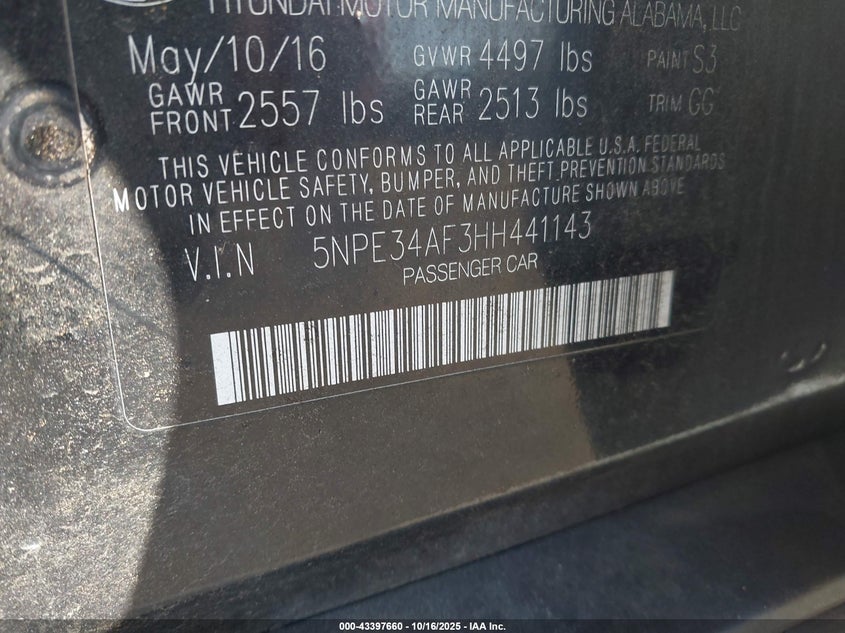 HYUNDAI MOTOR MANUFACTURING ALABAMA, LLC
May/10/16 GVWR 4497 lbs PAINT S3
GAWR FRONT 2557 lbs GAWR REAR 2513 lbs TRIM GG
THIS VEHICLE CONFORMS TO ALL APPLICABLE U.S.A. FEDERAL
MOTOR VEHICLE SAFETY, BUMPER, AND THEFT PREVENTION STANDARDS
IN EFFECT ON THE DATE OF MANUFACTURE SHOWN ABOVE
V.I.N 5NPE34AF3HH441143
PASSENGER CAR
000-43397660 - 10/16/2025 - IAA Inc.